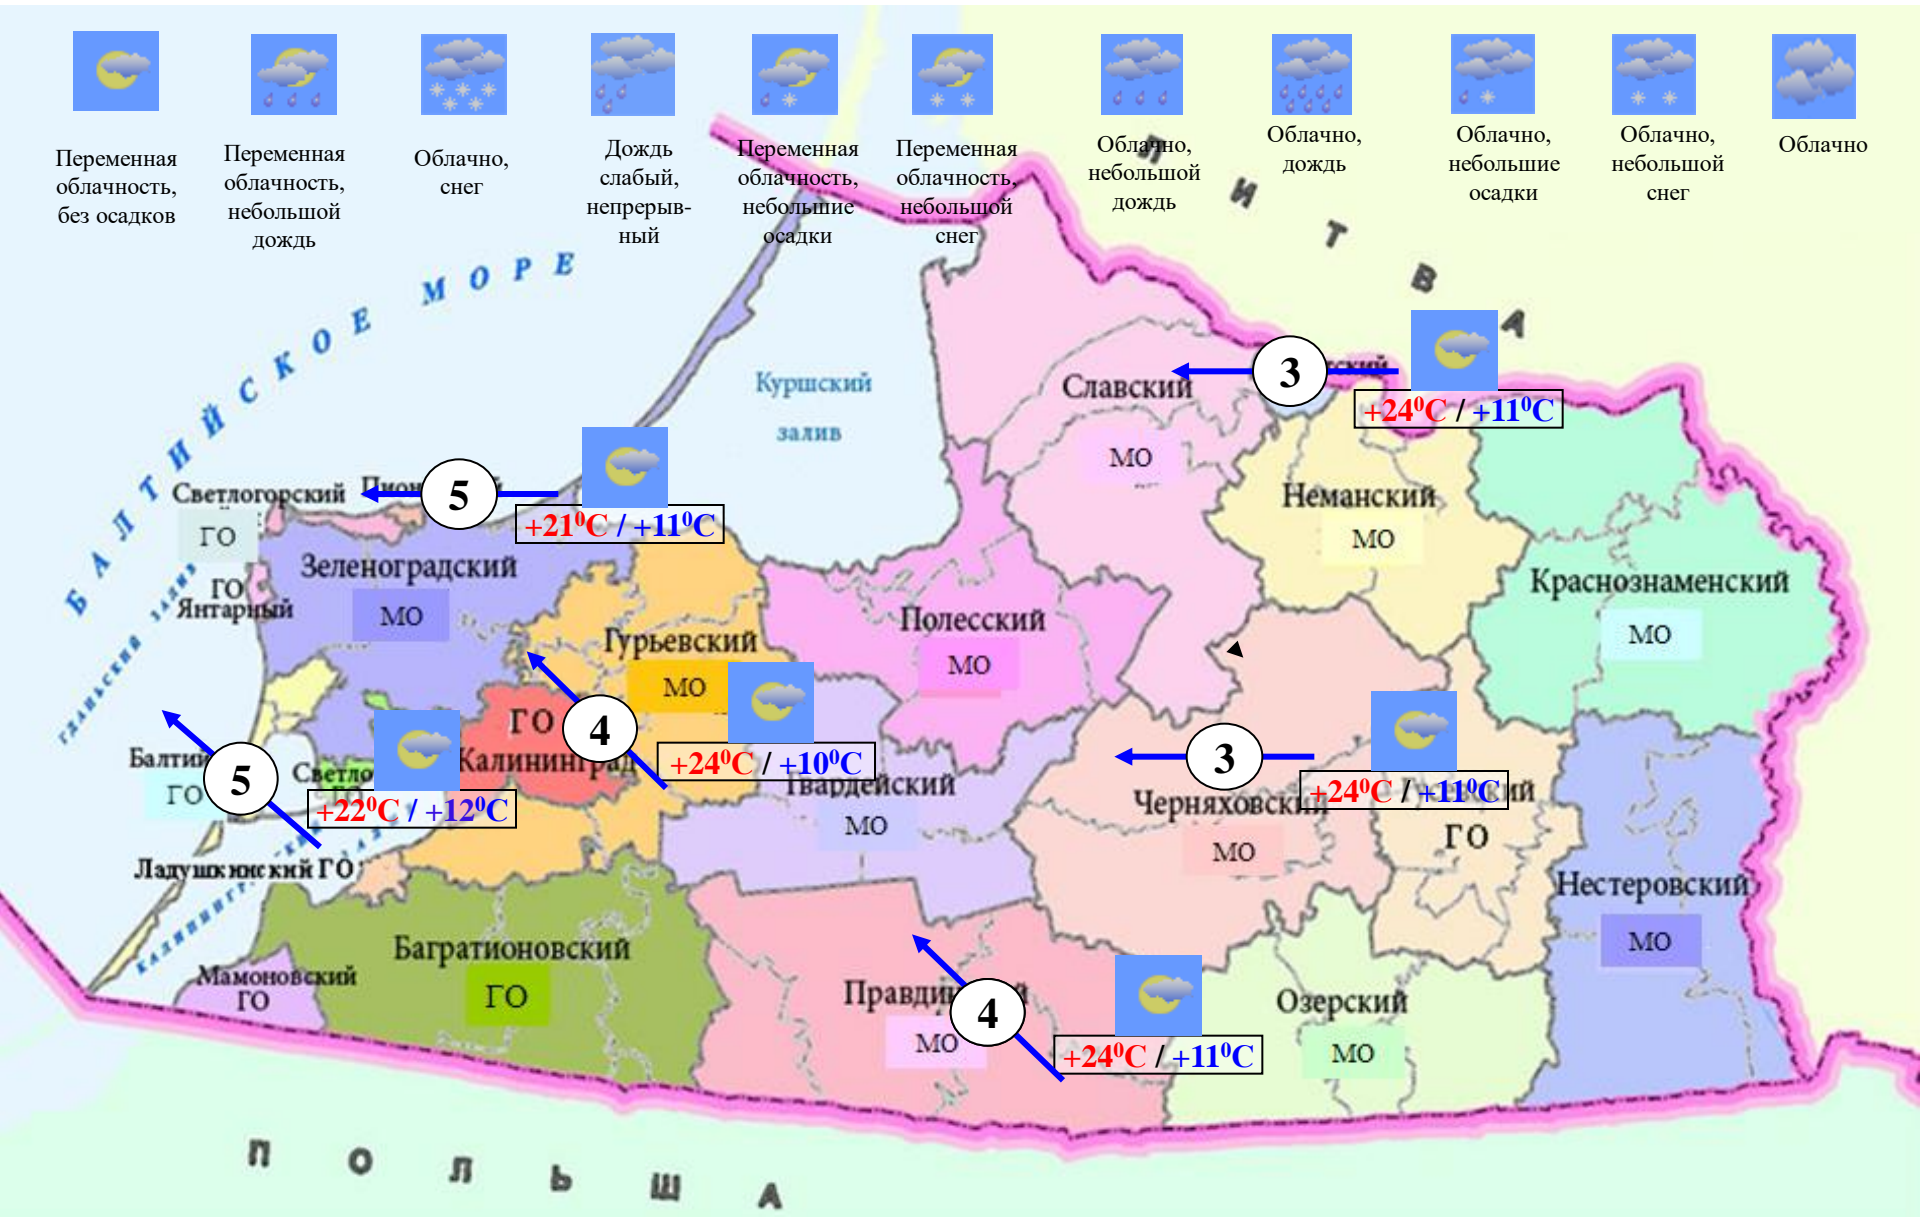 Переменная
облачность,
без осадков
Переменная
облачность,
небольшой
дождь
Облачно,
снег
Дождь
слабый,
непрерыв-
ный
Переменная
облачность,
небольшие
осадки
Переменная
облачность,
небольшой
снег
Облачно,
небольшой
дождь
Облачно,
дождь
Облачно,
небольшие
осадки
Облачно,
небольшой
снег
Облачно
ЛИТВА
БАЛТИЙСКОЕ МОРЕ
Куршский
залив
Славский
МО
3
+24⁰C / +11⁰C
Светлогорский
ГО
5
+21⁰C / +11⁰C
Неманский
МО
Зеленоградский
МО
ГО
Янтарный
ГДАНЬСКИЙ ЗАЛИВ
Гурьевский
МО
Полесский
МО
Краснознаменский
МО
ГО
Калининград
4
+24⁰C / +10⁰C
ГО
5
+22⁰C / +12⁰C
Гвардейский
МО
Черняховский
МО
3
+24⁰C / +11⁰C
ГО
Ладушкинский ГО
Нестеровский
МО
Багратионовский
ГО
Мамоновский
ГО
МО
4
+24⁰C / +11⁰C
Озерский
МО
ПОЛЬША